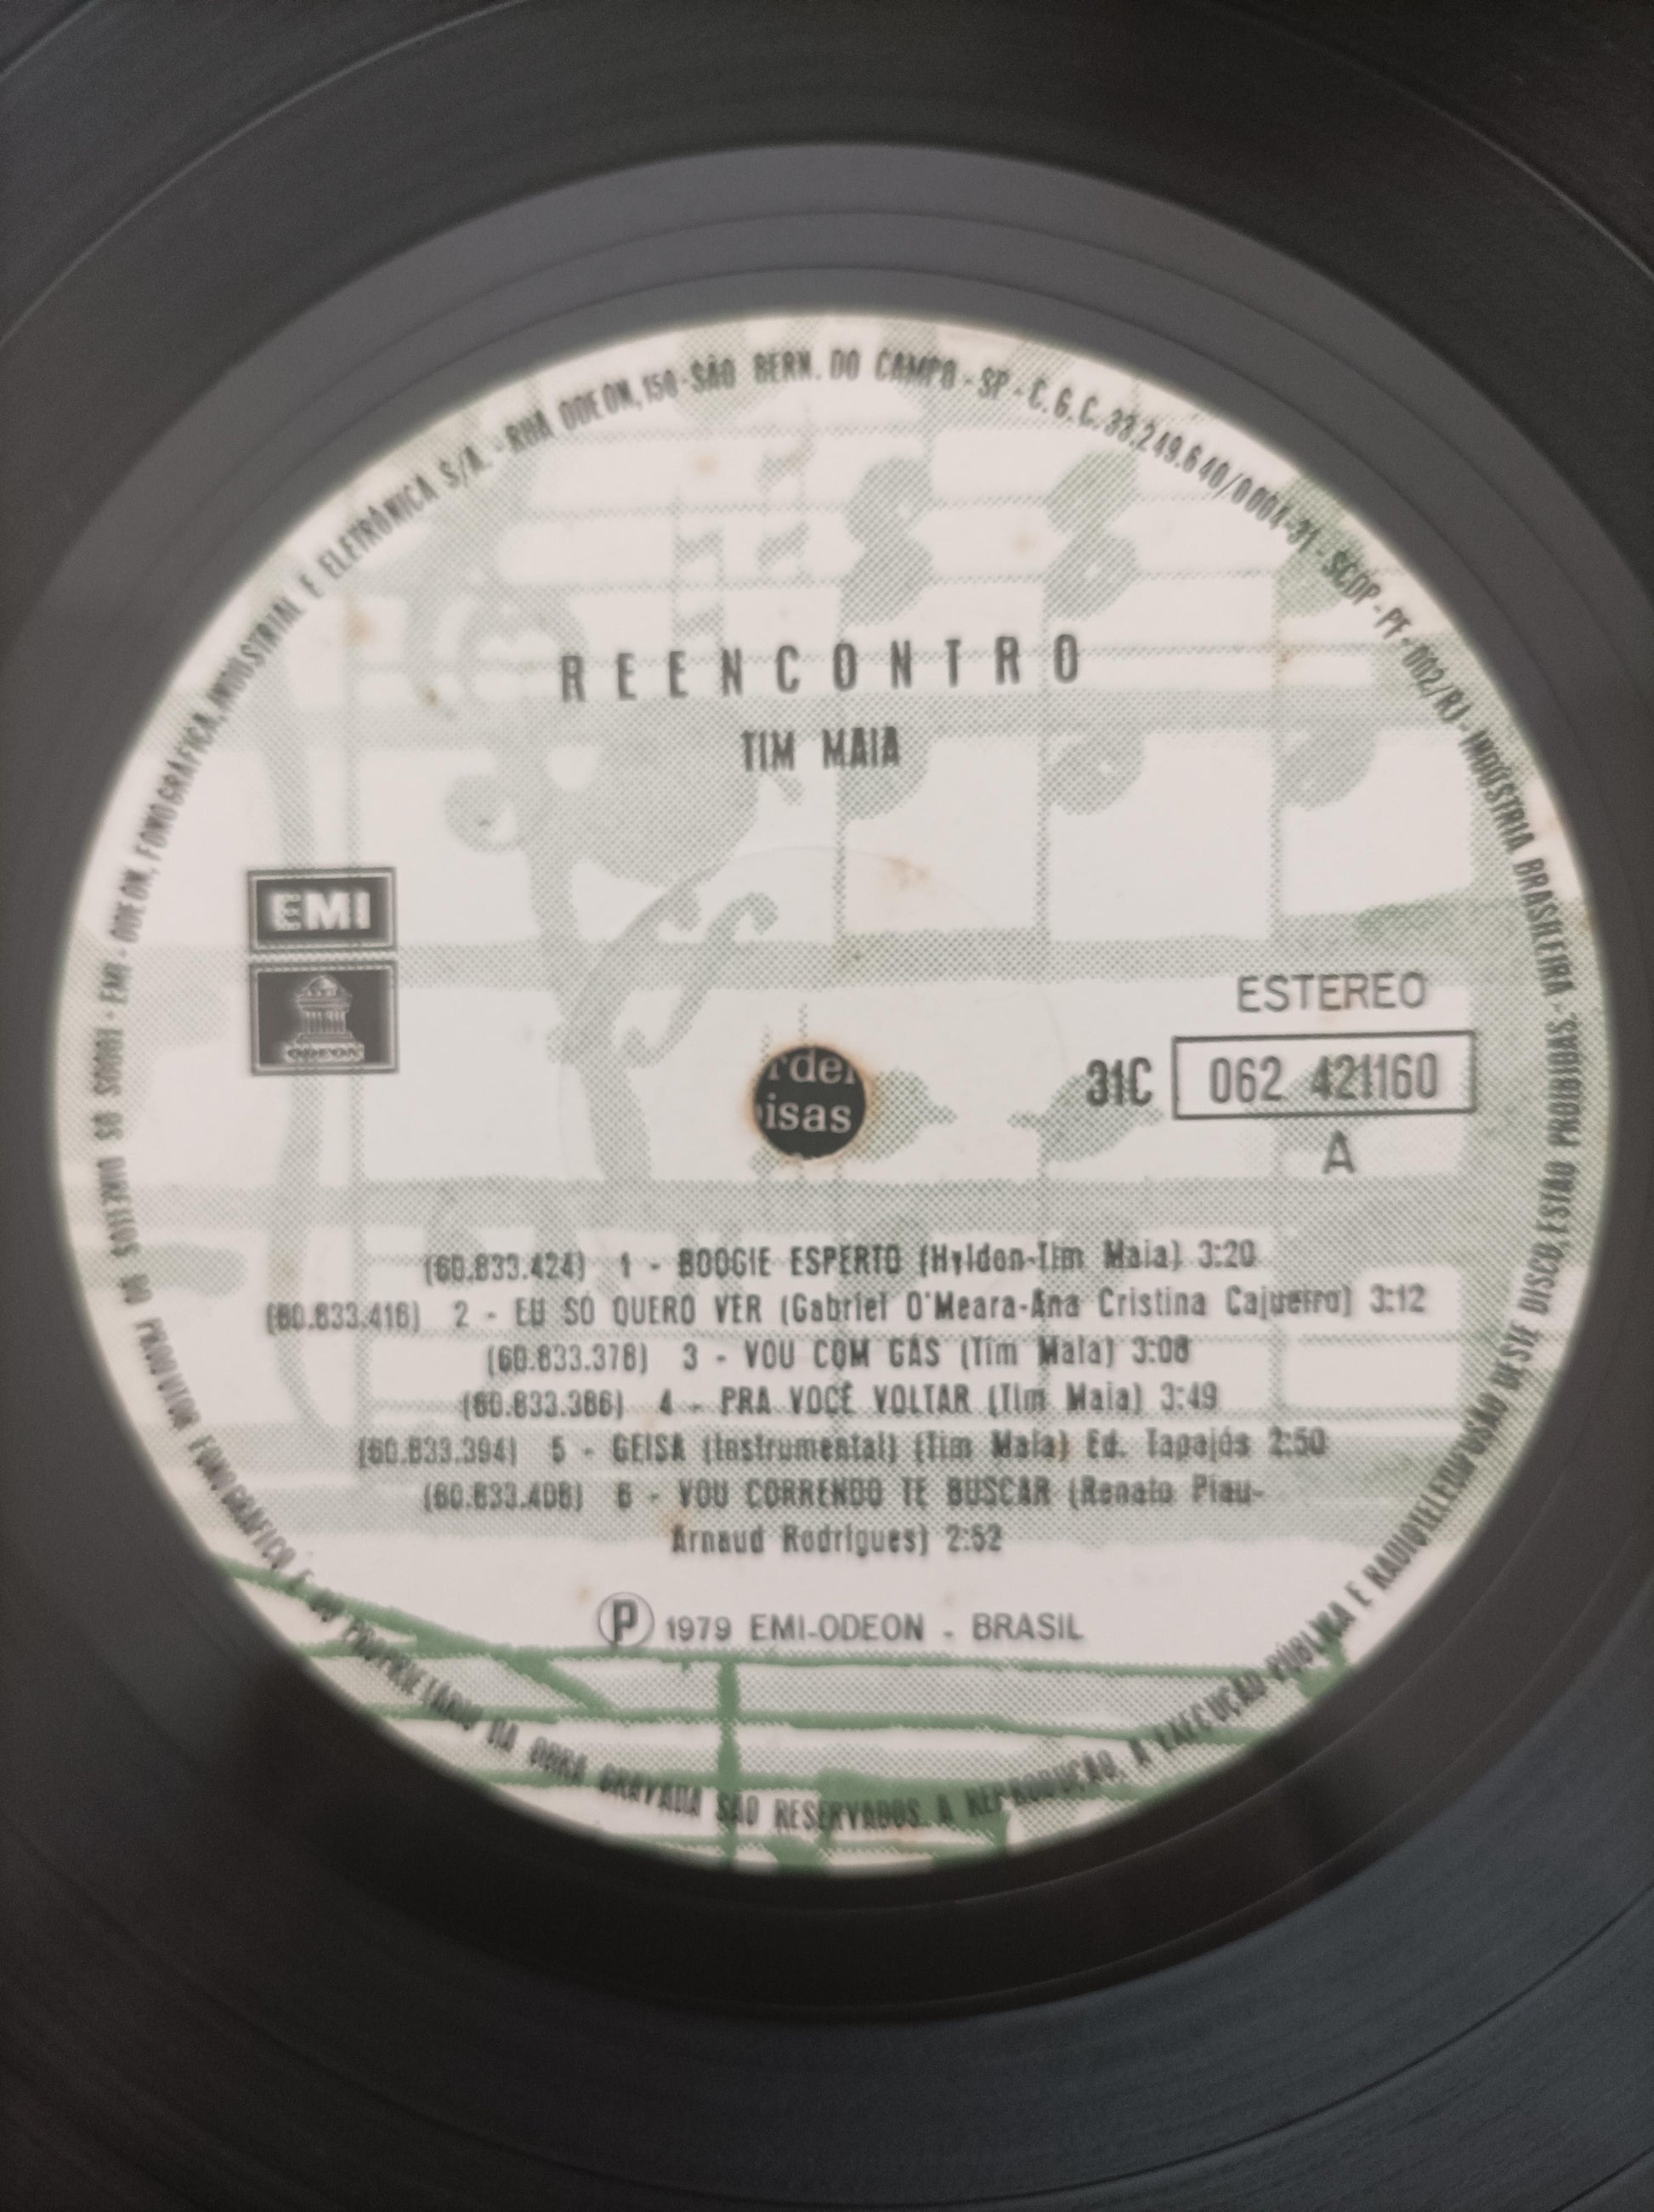 REENCONTRO
TIM MAIA
EMI
ODEON
ESTEREO
31C 062 421160
A
rdel
isas
(60.833.424) 1 - BOOGIE ESPERTO (Hyldon-Tim Maia) 3:20
(60.833.416) 2 - EU SÓ QUERO VER (Gabriel O'Meara-Ana Cristina Cajueiro) 3:12
(60.833.378) 3 - VOU COM GÁS (Tim Maia) 3:08
(60.833.386) 4 - PRA VOCÊ VOLTAR (Tim Maia) 3:49
(60.833.394) 5 - GEISA (Instrumental) (Tim Maia) Ed. Tapajós 2:50
(60.833.408) 6 - VOU CORRENDO TE BUSCAR (Renato Piau-
Arnaud Rodrigues) 2:52
Ⓟ 1979 EMI-ODEON - BRASIL
EMI - ODEON, FONOGRÁFICA, INDUSTRIAL E ELETRÔNICA S/A. - RUA ODEON, 150 - SÃO BERN. DO CAMPO - SP - C.G.C. 33.249.640/0004-31 - SCDP - PF - 002/RJ - INDÚSTRIA BRASILEIRA - TODOS OS DIREITOS DO PRODUTOR FONOGRÁFICO E DO PROPRIETÁRIO DA OBRA GRAVADA SÃO RESERVADOS. A REPRODUÇÃO, A EXECUÇÃO PÚBLICA E RADIOTELEDIFUSÃO DESTE DISCO, ESTÃO PROIBIDAS.